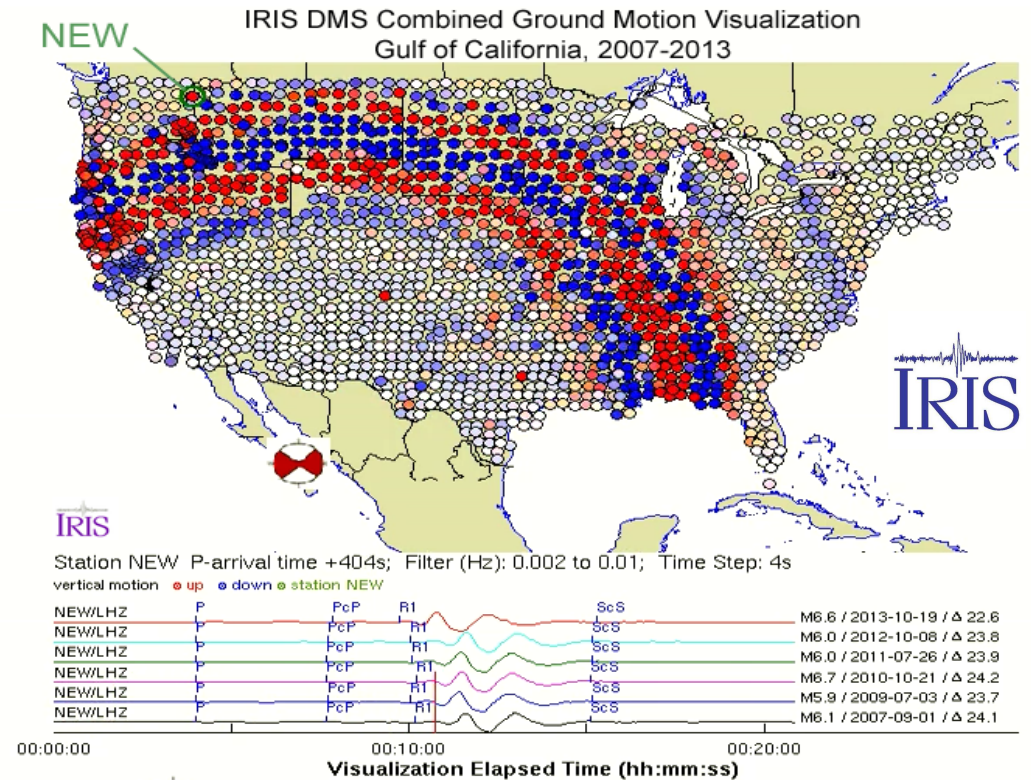 IRIS DMS Combined Ground Motion Visualization
Gulf of California, 2007-2013
NEW
IRIS
IRIS
Station NEW P-arrival time +404s; Filter (Hz): 0.002 to 0.01; Time Step: 4s
vertical motion up down station NEW
NEW/LHZ P PcP R1 ScS M6.6 / 2013-10-19 / Δ 22.6
NEW/LHZ P PcP R1 ScS M6.0 / 2012-10-08 / Δ 23.8
NEW/LHZ P PcP R1 ScS M6.0 / 2011-07-26 / Δ 23.9
NEW/LHZ P PcP R1 ScS M6.7 / 2010-10-21 / Δ 24.2
NEW/LHZ P PcP R1 ScS M5.9 / 2009-07-03 / Δ 23.7
NEW/LHZ P PcP R1 ScS M6.1 / 2007-09-01 / Δ 24.1
00:00:00 00:10:00 00:20:00
Visualization Elapsed Time (hh:mm:ss)